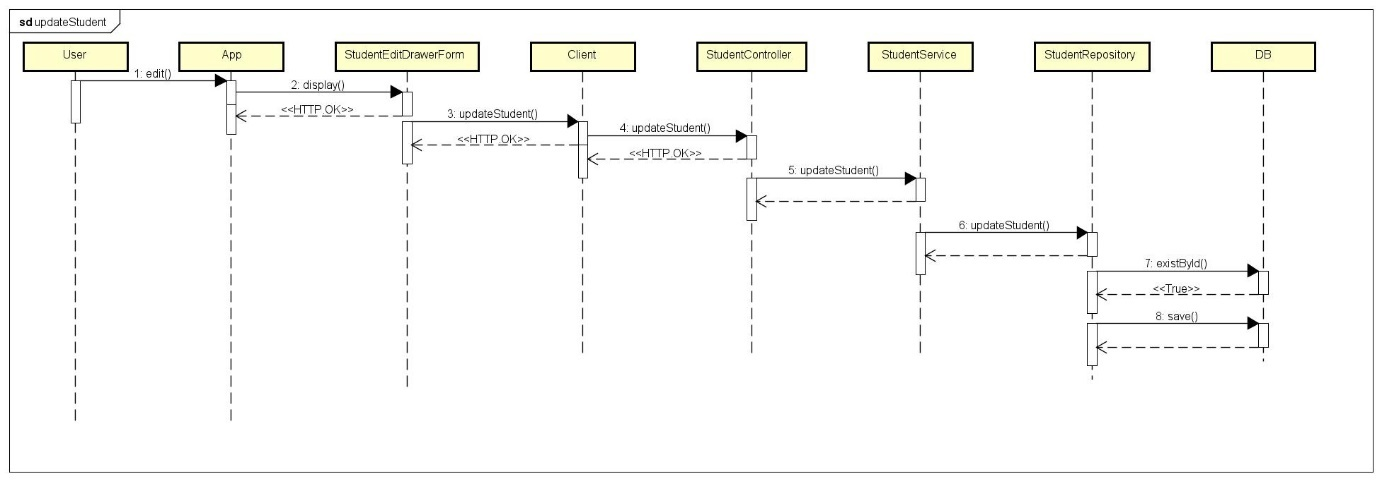 sd updateStudent
User
App
StudentEditDrawerForm
Client
StudentController
StudentService
StudentRepository
DB
1: edit()
2: display()
<<HTTP OK>>
3: updateStudent()
<<HTTP OK>>
4: updateStudent()
<<HTTP OK>>
5: updateStudent()
6: updateStudent()
7: existById()
<<True>>
8: save()